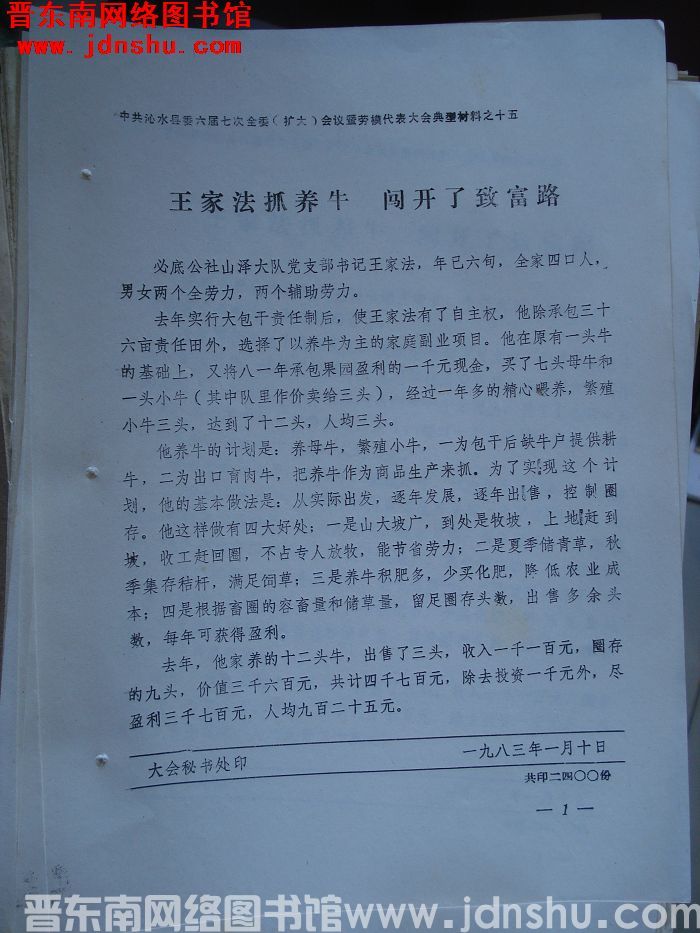 晋东南网络图书馆
www.jdnshu.com
中共沁水县委六届七次全委(扩大)会议暨劳模代表大会典型材料之十五
王家法抓养牛 闯开了致富路
必底公社山泽大队党支部书记王家法，年已六旬，全家四口人，
男女两个全劳力，两个辅助劳力。
去年实行大包干责任制后，使王家法有了自主权，他除承包三十
六亩责任田外，选择了以养牛为主的家庭副业项目。他在原有一头牛
的基础上，又将八一年承包果园盈利的一千元现金，买了七头母牛和
一头小牛(其中队里作价卖给三头)，经过一年多的精心喂养，繁殖
小牛三头，达到了十二头，人均三头。
他养牛的计划是：养母牛，繁殖小牛，一为包干后缺牛户提供耕
牛，二为出口育肉牛，把养牛作为商品生产来抓。为了实现这个计
划，他的基本做法是：从实际出发，逐年发展，逐年出售，控制圈
存。他这样做有四大好处；一是山大坡广，到处是牧坡，上地赶到
坡，收工赶回圈，不占专人放牧，能节省劳力；二是夏季储青草，秋
季集存秸杆，满足饲草；三是养牛积肥多，少买化肥，降低农业成
本；四是根据畜圈的容畜量和储草量，留足圈存头数，出售多余头
数，每年可获得盈利。
去年，他家养的十二头牛，出售了三头，收入一千一百元，圈存
的九头，价值三千六百元，共计四千七百元，除去投资一千元外，尽
盈利三千七百元，人均九百二十五元。
大会秘书处印 一九八三年一月十日
共印二四〇〇份
— 1 —
晋东南网络图书馆www.jdnshu.com